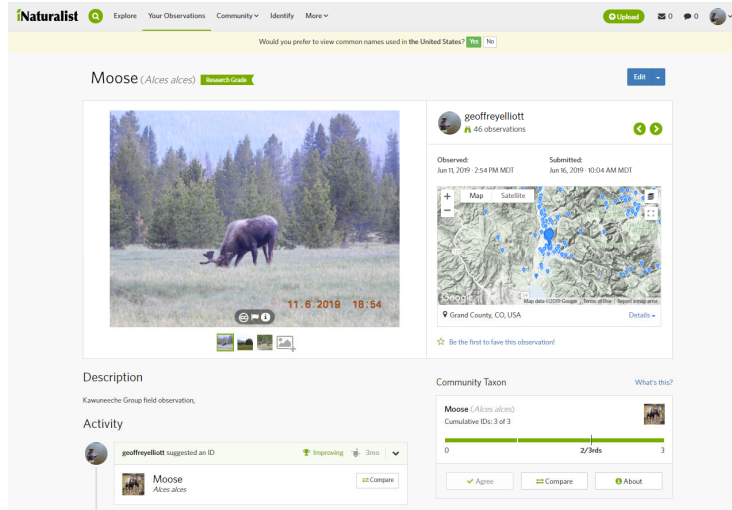 iNaturalist Explore Your Observations Community Identify More Upload 0 0
Would you prefer to view common names used in the United States? Yes No
Moose (Alces alces) Research Grade Edit
geoffreyelliott
46 observations
Observed: Submitted:
Jun 11, 2019 · 2:54 PM MDT Jun 16, 2019 · 10:04 AM MDT
+ Map Satellite
−
11.6.2019 18:54
Google Map data ©2019 Google Terms of Use Report a map error
Grand County, CO, USA Details
Be the first to fave this observation!
Description
Kawuneeche Group field observation,
Activity
geoffreyelliott suggested an ID Improving 3mo
Moose
Alces alces
Compare
Community Taxon What's this?
Moose (Alces alces)
Cumulative IDs: 3 of 3
0 2/3rds 3
Agree Compare About